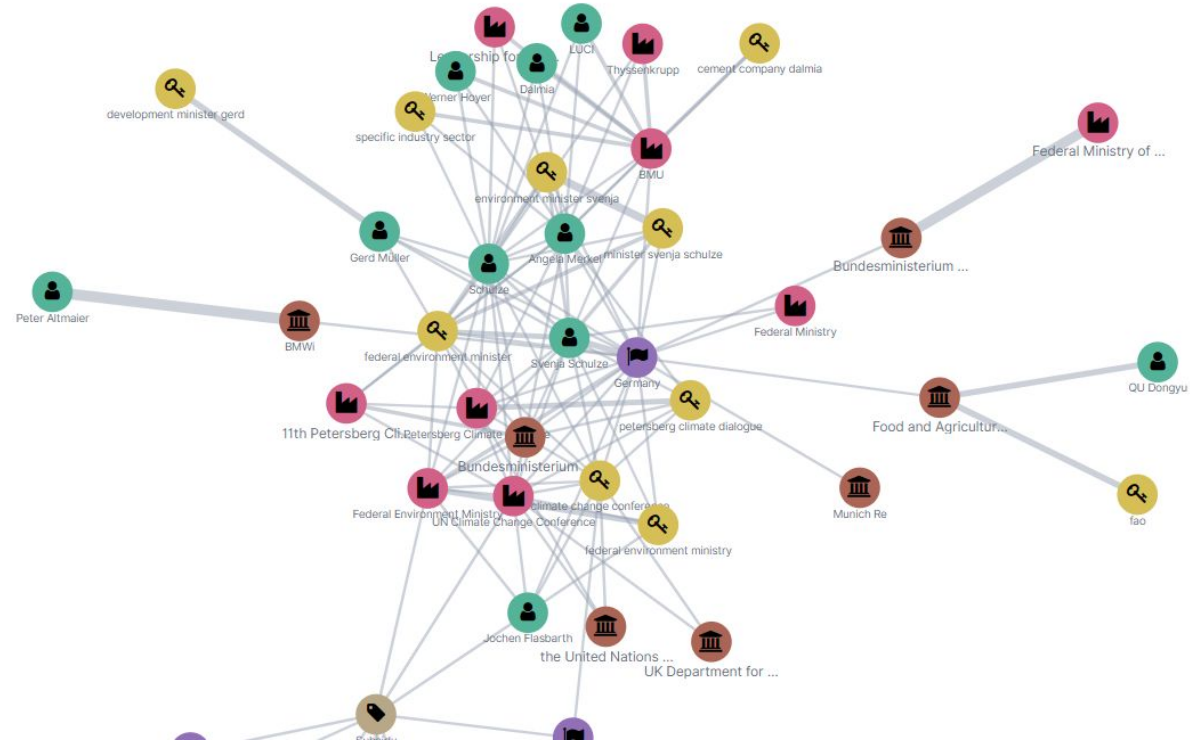 LUCI
Le rship for
Thyssenkrupp
cement company dalmia
Dalmia
erner Hoyer
development minister gerd
specific industry sector
Federal Ministry of ...
BMU
environment minister svenja
Gerd Müller
Angela Merkel
minister svenja schulze
Schulze
Bundesministerium ...
Peter Altmaier
BMWi
Federal Ministry
federal environment minister
Svenja Schulze
Germany
QU Dongyu
11th Petersberg Cli...
Petersberg Climate
petersberg climate dialogue
Food and Agricultur...
Bundesministerium
Federal Environment Ministry
climate change conference
UN Climate Change Conference
Munich Re
fao
federal environment ministry
Jochen Flasbarth
the United Nations ...
UK Department for ...